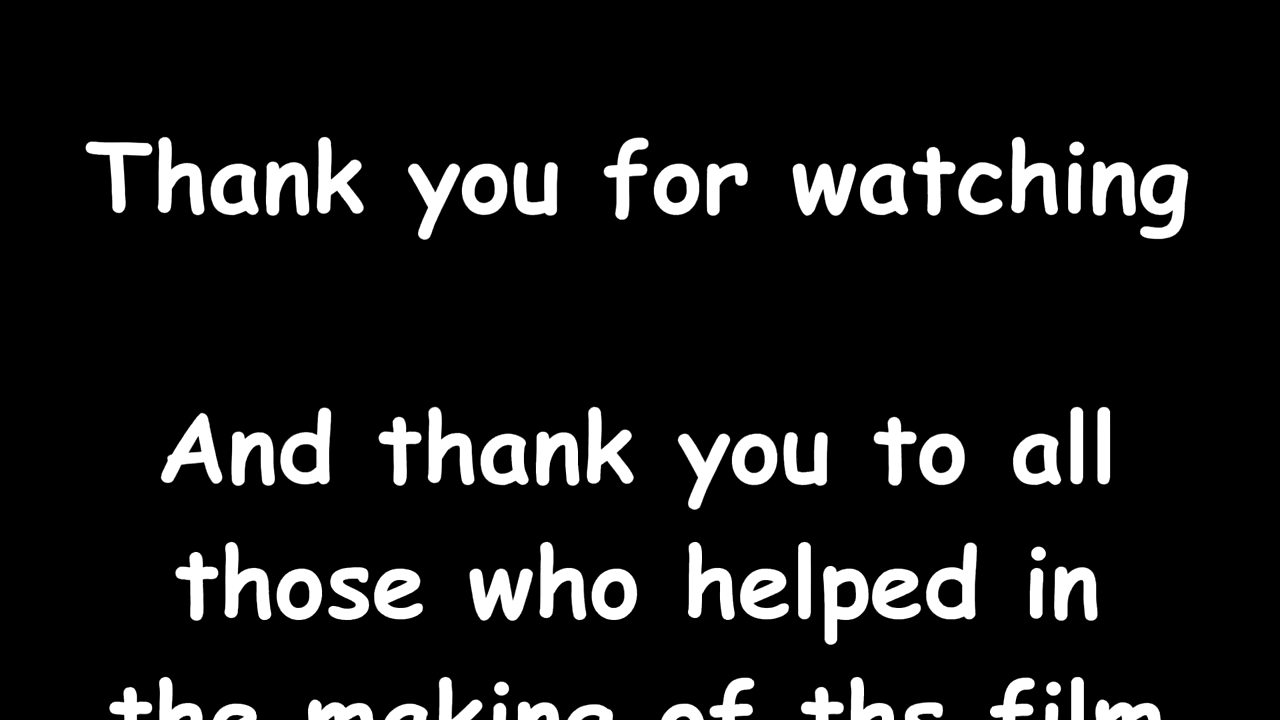 Thank you for watching
And thank you to all
those who helped in
the making of ths film